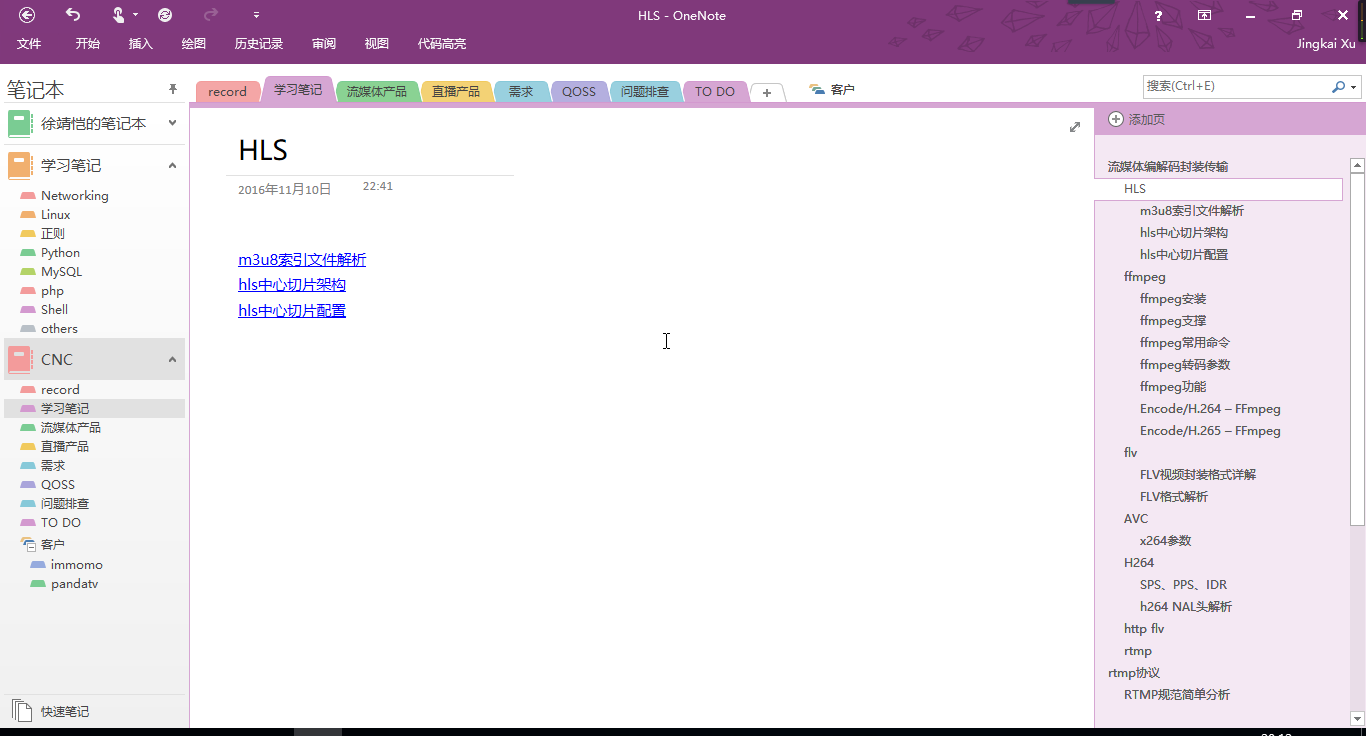 HLS - OneNote
?
文件 开始 插入 绘图 历史记录 审阅 视图 代码高亮
Jingkai Xu
笔记本
徐靖恺的笔记本
学习笔记
Networking
Linux
正则
Python
MySQL
php
Shell
others
CNC
record
学习笔记
流媒体产品
直播产品
需求
QOSS
问题排查
TO DO
客户
immomo
pandatv
快速笔记
record 学习笔记 流媒体产品 直播产品 需求 QOSS 问题排查 TO DO + 客户
搜索(Ctrl+E)
HLS
2016年11月10日 22:41
m3u8索引文件解析
hls中心切片架构
hls中心切片配置
添加页
流媒体编解码封装传输
HLS
m3u8索引文件解析
hls中心切片架构
hls中心切片配置
ffmpeg
ffmpeg安装
ffmpeg支撑
ffmpeg常用命令
ffmpeg转码参数
ffmpeg功能
Encode/H.264 – FFmpeg
Encode/H.265 – FFmpeg
flv
FLV视频封装格式详解
FLV格式解析
AVC
x264参数
H264
SPS、PPS、IDR
h264 NAL头解析
http flv
rtmp
rtmp协议
RTMP规范简单分析